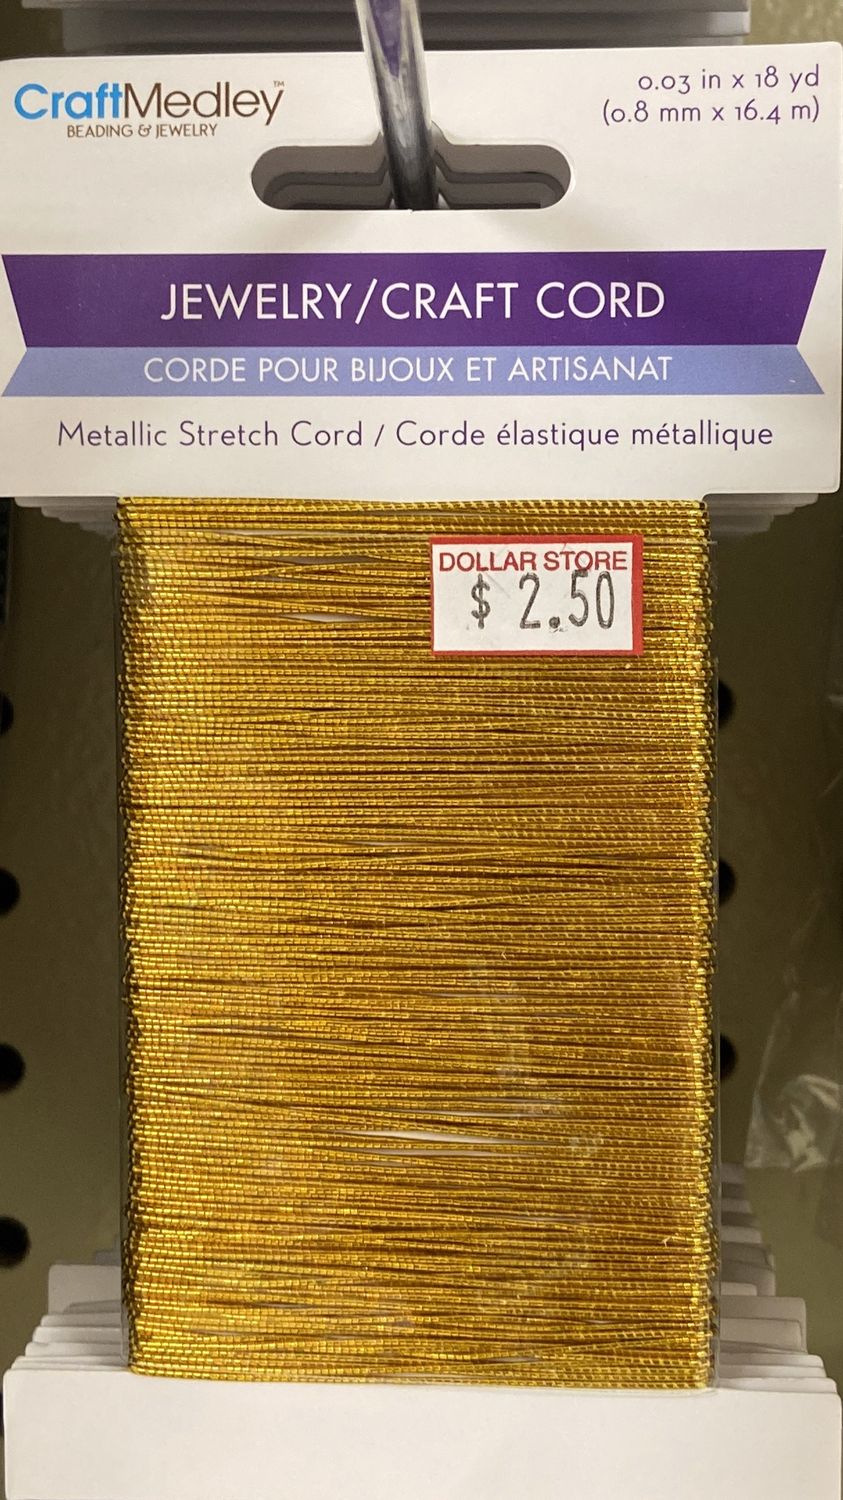 CraftMedley™
BEADING & JEWELRY
0.03 in x 18 yd
(0.8 mm x 16.4 m)
JEWELRY/CRAFT CORD
CORDE POUR BIJOUX ET ARTISANAT
Metallic Stretch Cord / Corde élastique métallique
DOLLAR STORE
$ 2.50